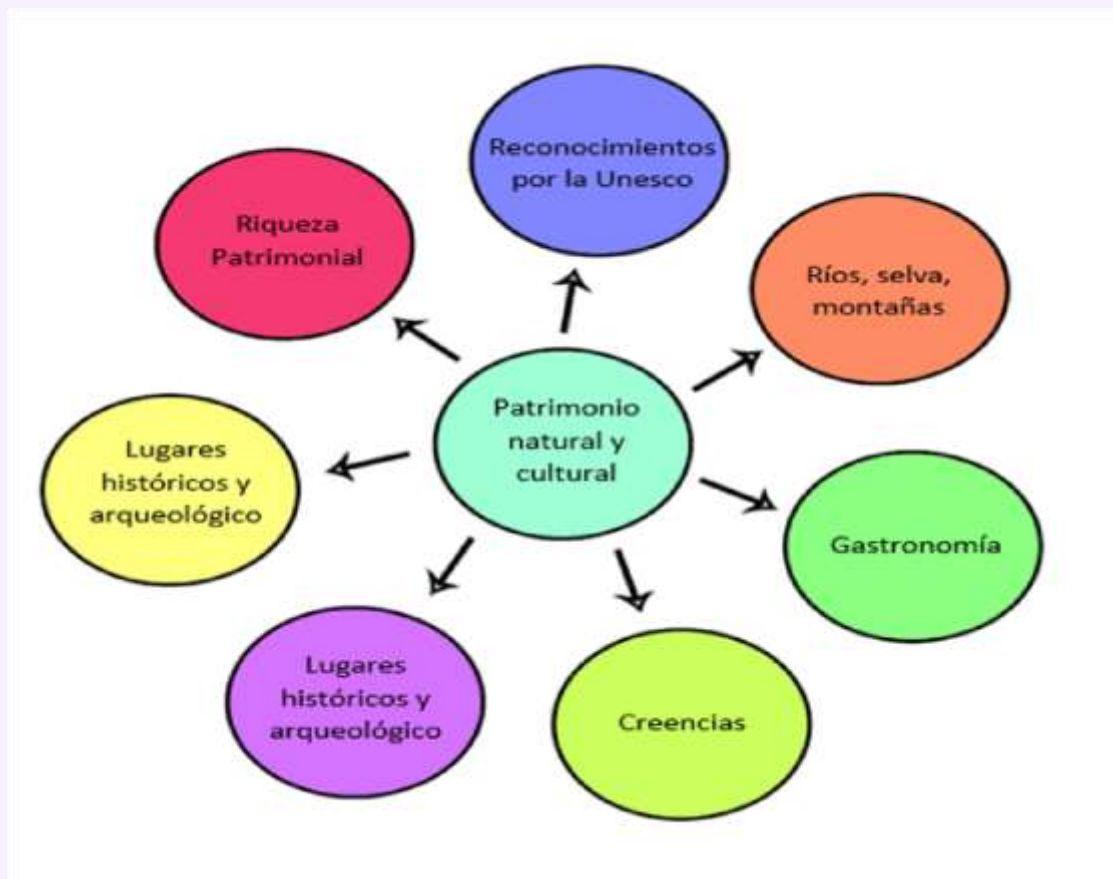 Reconocimientos
por la Unesco
Riqueza
Patrimonial
Ríos, selva,
montañas
Patrimonio
natural y
cultural
Lugares
históricos y
arqueológico
Gastronomía
Lugares
históricos y
arqueológico
Creencias